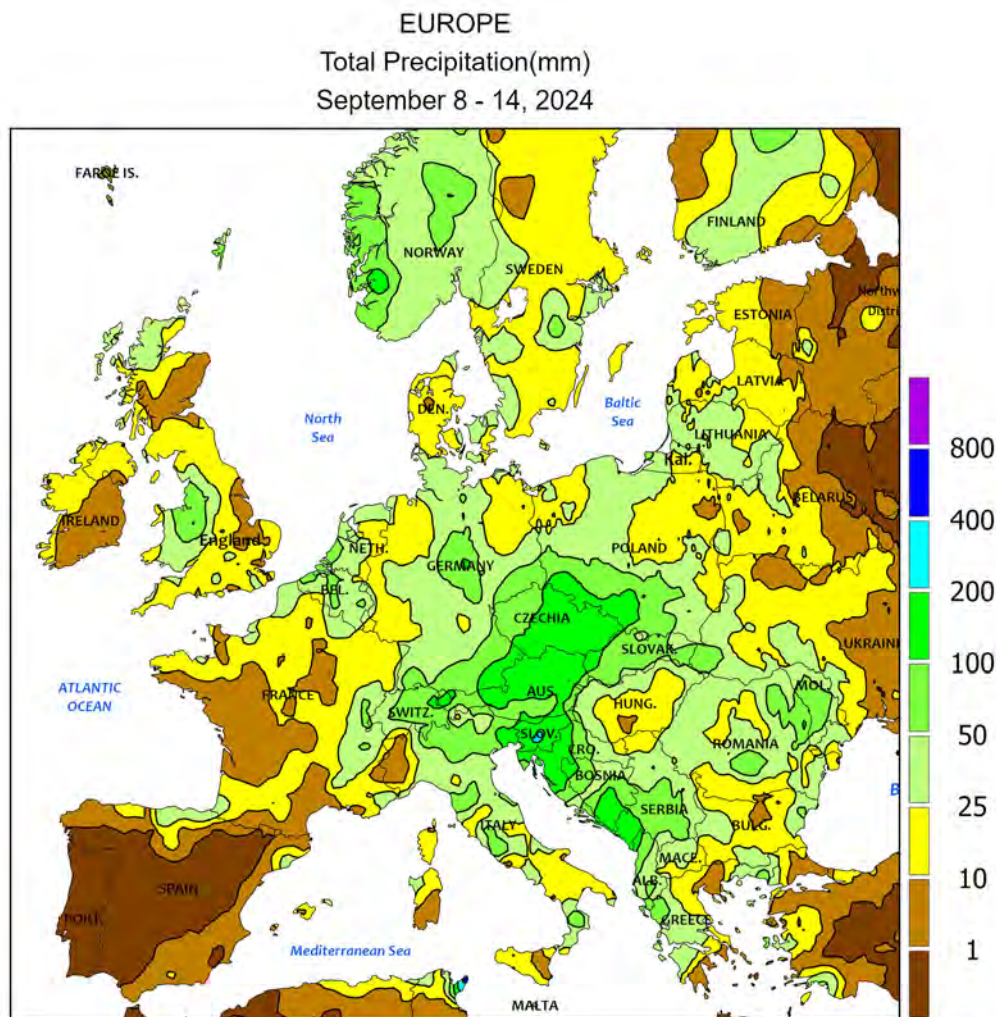 EUROPE
Total Precipitation(mm)
September 8 - 14, 2024
FAROE IS.
NORWAY
FINLAND
SWEDEN
ESTONIA
LATVIA
DEN.
North
Sea
Baltic
Sea
LITHUANIA
Kal.
BELARUS
IRELAND
England
NETH.
GERMANY
POLAND
BEL.
CZECHIA
UKRAIN
SLOVAK.
ATLANTIC
OCEAN
FRANCE
SWITZ.
AUS.
HUNG.
MOL.
SLOV.
CRO.
ROMANIA
BOSNIA
SERBIA
ITALY
BULG.
MACE.
SPAIN
ALB.
PORT.
GREECE
Mediterranean Sea
MALTA
800
400
200
100
50
25
10
1